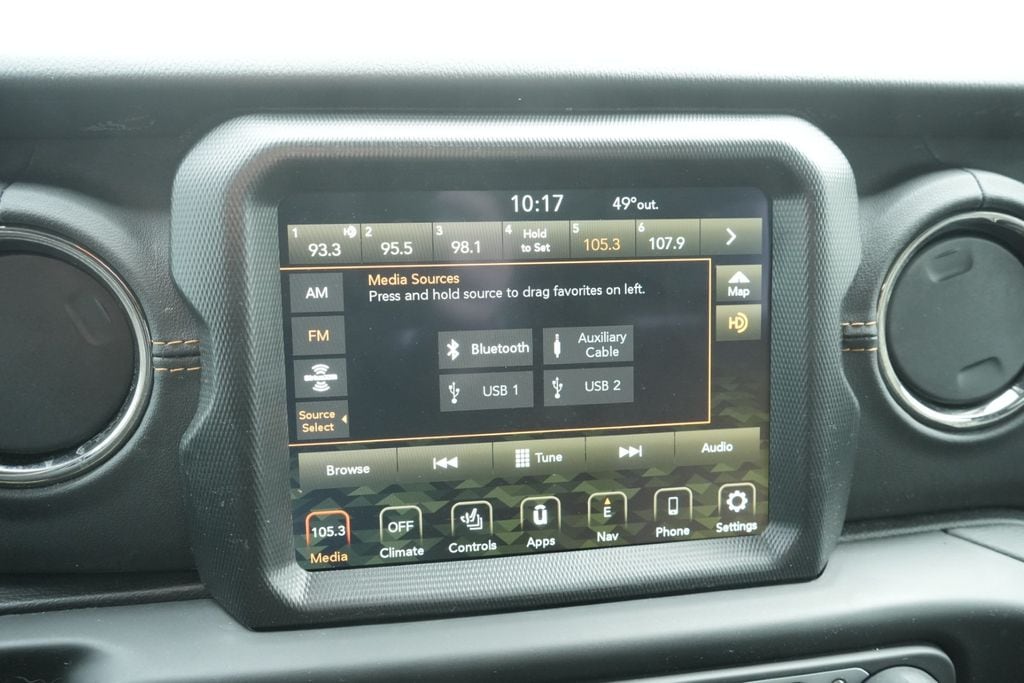 10:17 49°out.
1 93.3 2 95.5 3 98.1 4 Hold to Set 5 105.3 6 107.9
Media Sources
Press and hold source to drag favorites on left.
AM
FM
Source
Select
Map
HD
Bluetooth
Auxiliary
Cable
USB 1 USB 2
Browse Tune Audio
105.3 OFF E
Media Climate Controls Apps Nav Phone Settings